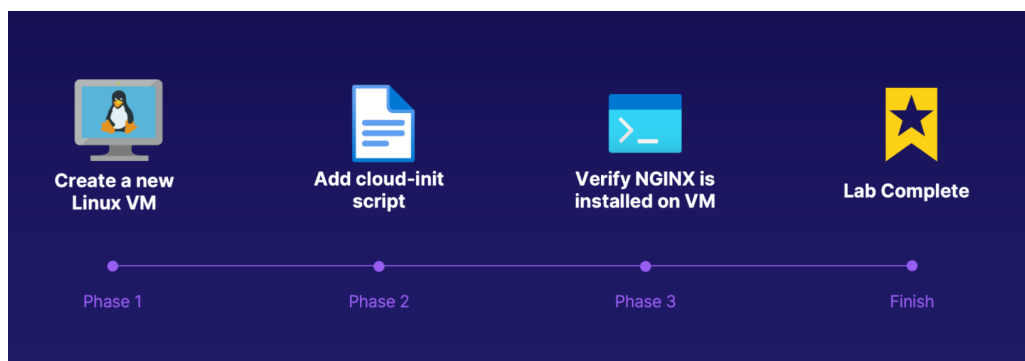 Create a new
Linux VM
Add cloud-init
script
Verify NGINX is
installed on VM
Lab Complete
Phase 1
Phase 2
Phase 3
Finish